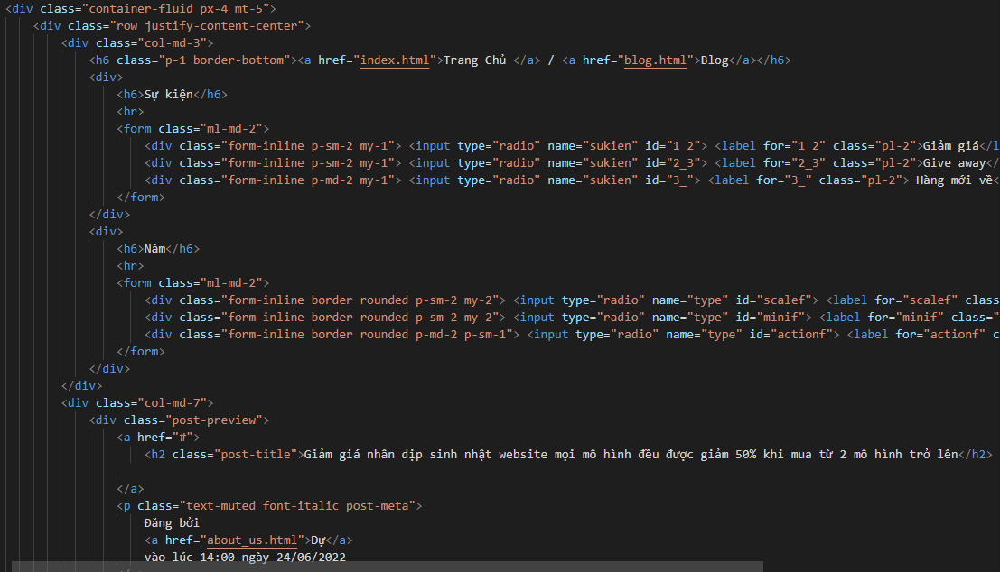 <div class="container-fluid px-4 mt-5">
<div class="row justify-content-center">
<div class="col-md-3">
<h6 class="p-1 border-bottom"><a href="index.html">Trang Chủ </a> / <a href="blog.html">Blog</a></h6>
<div>
<h6>Sự kiện</h6>
<hr>
<form class="ml-md-2">
<div class="form-inline p-sm-2 my-1"> <input type="radio" name="sukien" id="1_2"> <label for="1_2" class="pl-2">Giảm giá</l
<div class="form-inline p-sm-2 my-1"> <input type="radio" name="sukien" id="2_3"> <label for="2_3" class="pl-2">Give away</
<div class="form-inline p-md-2 my-1"> <input type="radio" name="sukien" id="3_"> <label for="3_" class="pl-2"> Hàng mới về<
</form>
</div>
<div>
<h6>Năm</h6>
<hr>
<form class="ml-md-2">
<div class="form-inline border rounded p-sm-2 my-2"> <input type="radio" name="type" id="scalef"> <label for="scalef" class
<div class="form-inline border rounded p-sm-2 my-2"> <input type="radio" name="type" id="minif"> <label for="minif" class="
<div class="form-inline border rounded p-md-2 p-sm-1"> <input type="radio" name="type" id="actionf"> <label for="actionf" c
</form>
</div>
</div>
<div class="col-md-7">
<div class="post-preview">
<a href="#">
<h2 class="post-title">Giảm giá nhân dịp sinh nhật website mọi mô hình đều được giảm 50% khi mua từ 2 mô hình trở lên</h2>
</a>
<p class="text-muted font-italic post-meta">
Đăng bởi
<a href="about_us.html">Dự</a>
vào lúc 14:00 ngày 24/06/2022